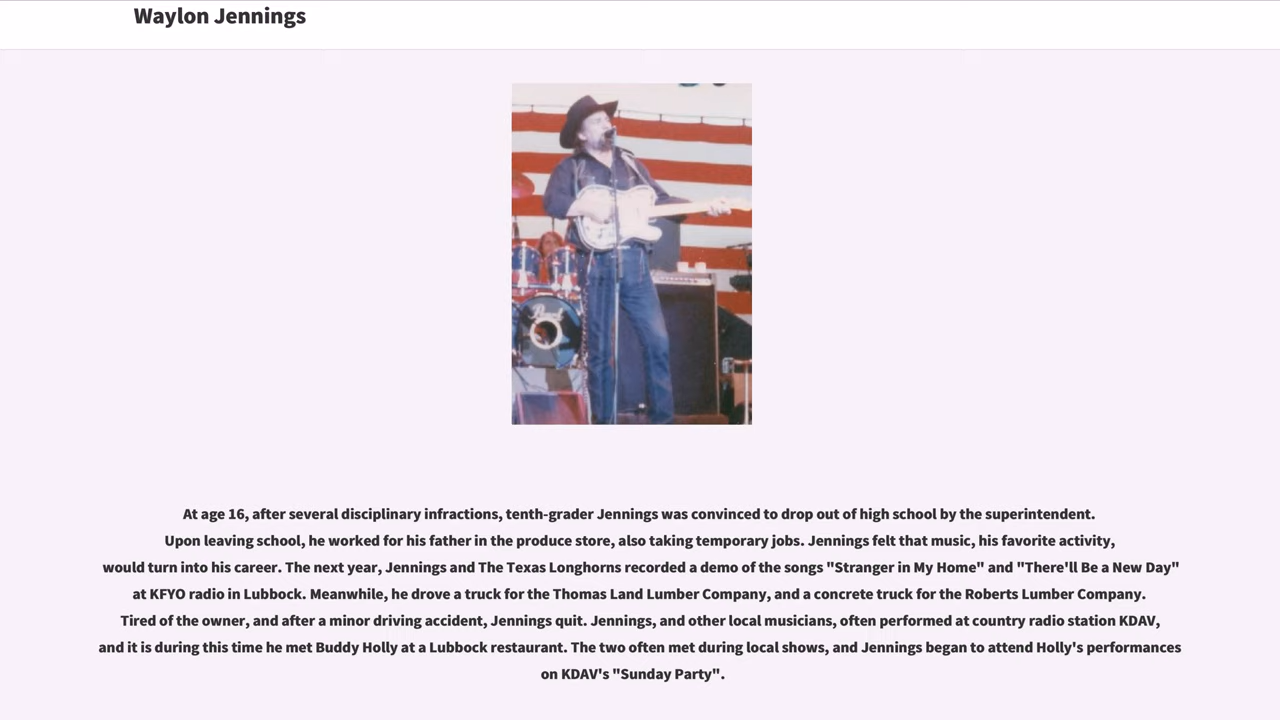 Waylon Jennings
Pearl
At age 16, after several disciplinary infractions, tenth-grader Jennings was convinced to drop out of high school by the superintendent.
Upon leaving school, he worked for his father in the produce store, also taking temporary jobs. Jennings felt that music, his favorite activity,
would turn into his career. The next year, Jennings and The Texas Longhorns recorded a demo of the songs "Stranger in My Home" and "There'll Be a New Day"
at KFYO radio in Lubbock. Meanwhile, he drove a truck for the Thomas Land Lumber Company, and a concrete truck for the Roberts Lumber Company.
Tired of the owner, and after a minor driving accident, Jennings quit. Jennings, and other local musicians, often performed at country radio station KDAV,
and it is during this time he met Buddy Holly at a Lubbock restaurant. The two often met during local shows, and Jennings began to attend Holly's performances
on KDAV's "Sunday Party".